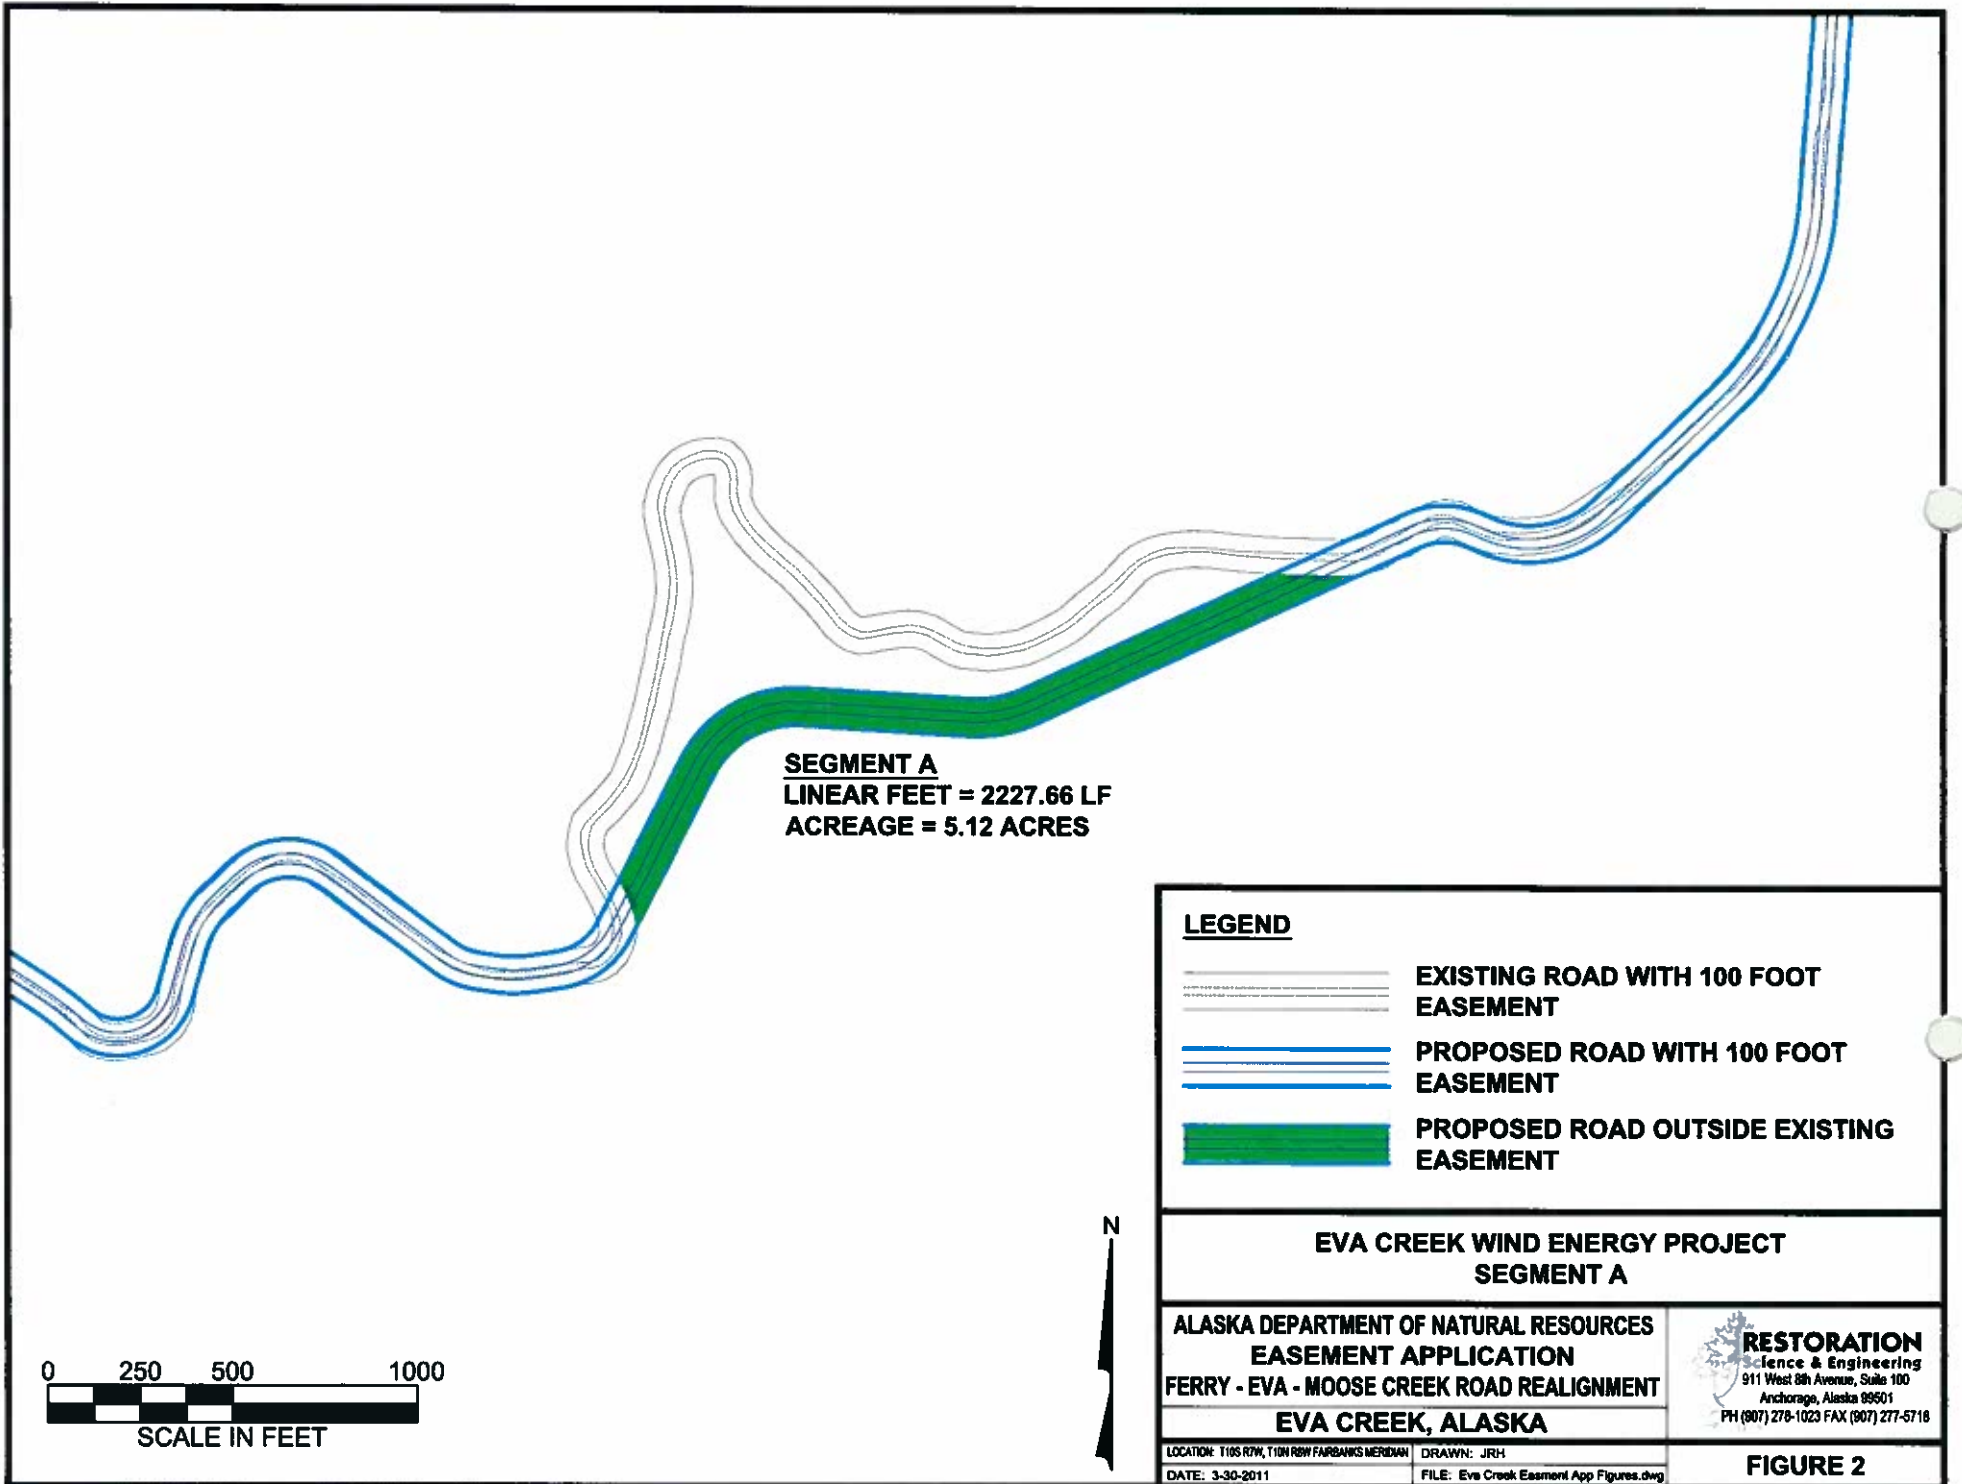 SEGMENT A
LINEAR FEET = 2227.66 LF
ACREAGE = 5.12 ACRES
LEGEND
EXISTING ROAD WITH 100 FOOT
EASEMENT
PROPOSED ROAD WITH 100 FOOT
EASEMENT
PROPOSED ROAD OUTSIDE EXISTING
EASEMENT
N
0 250 500 1000
SCALE IN FEET
EVA CREEK WIND ENERGY PROJECT
SEGMENT A
ALASKA DEPARTMENT OF NATURAL RESOURCES
EASEMENT APPLICATION
FERRY - EVA - MOOSE CREEK ROAD REALIGNMENT
EVA CREEK, ALASKA
RESTORATION
Science & Engineering
911 West 8th Avenue, Suite 100
Anchorage, Alaska 99501
PH (907) 278-1023 FAX (907) 277-5718
LOCATION: T10S R7W, T10N R8W FAIRBANKS MERIDIAN
DRAWN: JRH
DATE: 3-30-2011
FILE: Eva Creek Easment App Figures.dwg
FIGURE 2